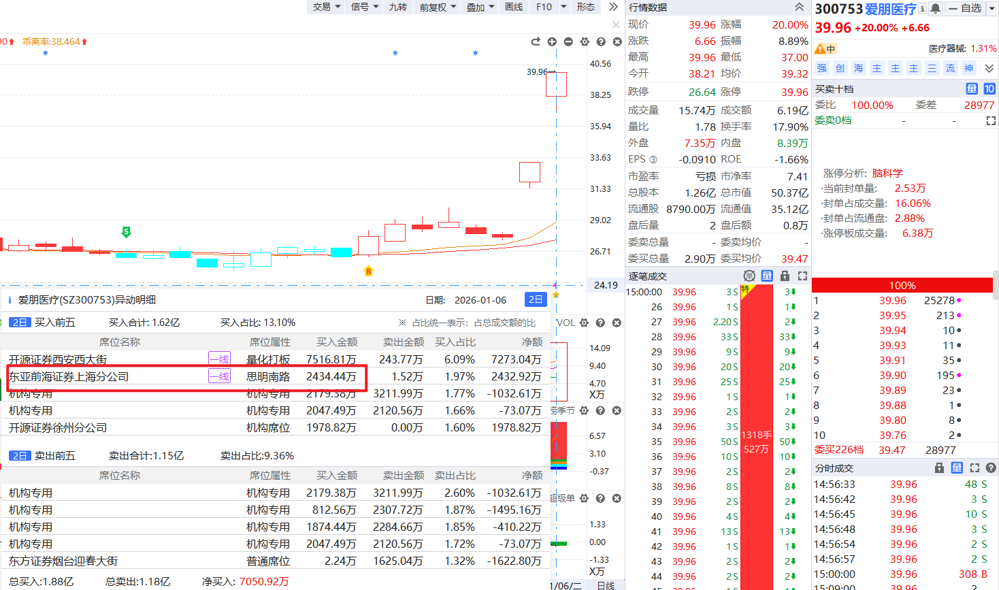 交易 信号 九转 前复权 叠加 画线 F10 形态
90 乖离率:38.464
40.56
39.96
38.25
35.94
33.63
31.33
29.02
26.71
24.19
S
B
爱朋医疗(SZ300753)异动明细 日期: 2026-01-06 2日
2日 买入前五 买入合计: 1.62亿 买入占比: 13.10% ※ 占比统一表示: 占总成交额的比
席位名称 席位属性 买入金额 卖出金额 买入占比 净额
开源证券西安西大街 一线 量化打板 7516.81万 243.77万 6.09% 7273.04万
东亚前海证券上海分公司 一线 思明南路 2434.44万 1.52万 1.97% 2432.92万
机构专用 机构专用 2179.38万 3211.99万 1.77% -1032.61万
机构专用 机构专用 2047.49万 2120.56万 1.66% -73.07万
开源证券徐州分公司 机构席位 1978.82万 0.00万 1.60% 1978.82万
2日 卖出前五 卖出合计:1.15亿 卖出占比:9.36%
席位名称 席位属性 买入金额 卖出金额 卖出占比 净额
机构专用 机构专用 2179.38万 3211.99万 2.60% -1032.61万
机构专用 机构专用 812.56万 2307.72万 1.87% -1495.16万
机构专用 机构专用 1874.44万 2284.66万 1.85% -410.22万
机构专用 机构专用 2047.49万 2120.56万 1.72% -73.07万
东方证券烟台迎春大街 普通席位 2.24万 1625.04万 1.32% -1622.80万
总买入:1.88亿 总卖出:1.18亿 净买入: 7050.92万
VOL
14.09
9.40
4.70
X万
季节
6.57
3.10
-0.37
超级单
1.33
0.00
-1.33
X万
1/06/二 日线
行情数据
现价 39.96 涨幅 20.00%
涨跌 6.66 振幅 8.89%
最高 39.96 最低 37.00
今开 38.21 均价 39.32
跌停 26.64 涨停 39.96
成交量 15.74万 成交额 6.19亿
量比 1.78 换手率 17.90%
外盘 7.35万 内盘 8.39万
EPS ③ -0.0910 ROE -1.66%
市盈率 亏损 市净率 7.41
总股本 1.26亿 总市值 50.37亿
流通股 8790.00万 流通值 35.12亿
盘后量 2 盘后额 0.8万
委卖总量 - 委卖均价 -
委买总量 2.90万 委买均价 39.47
逐笔成交 单 量
15:00:00 39.96 3 S 特 3
26 39.96 1 S 1
27 39.96 2.20 S 2
28 39.96 33 S 33
29 39.96 9 S 9
30 39.96 20 S 20
31 39.96 25 S 25
32 39.96 1 S 1
33 39.96 2 S 2
34 39.96 3 S 3
35 39.96 50 S 1318手 50
36 39.96 10 S 527万 10
37 39.96 2 S 2
38 39.96 8 S 8
39 39.96 2 S 2
40 39.96 4 S 4
41 39.96 13 S 13
42 39.96 1 S 1
43 39.96 2 S 2
44 39.96 2 S 2
300753 爱朋医疗 自选
39.96 +20.00% +6.66
中 医疗器械: 1.31%
强 创 海 主 主 主 三 流 神
买卖十档 量 10
委比 100.00% 委差 28977
委卖0档 - -
涨停分析: 脑科学
·当前封单量: 2.53万
·封单占成交量: 16.06%
·封单占流通盘: 2.88%
·涨停板成交量: 6.38万
100%
1 39.96 25278
2 39.95 213
3 39.94 10
4 39.93 11
5 39.91 35
6 39.90 195
7 39.89 23
8 39.88 1
9 39.80 8
10 39.76 2
委买226档 39.47 28977
分时成交 量
14:56:33 39.96 48 S
14:56:42 39.96 3 S
14:56:45 39.96 10 S
14:56:48 39.96 3 S
14:56:54 39.96 2 S
14:56:57 39.96 2 S
15:00:00 39.96 308 B
15:09:00 39.96 2